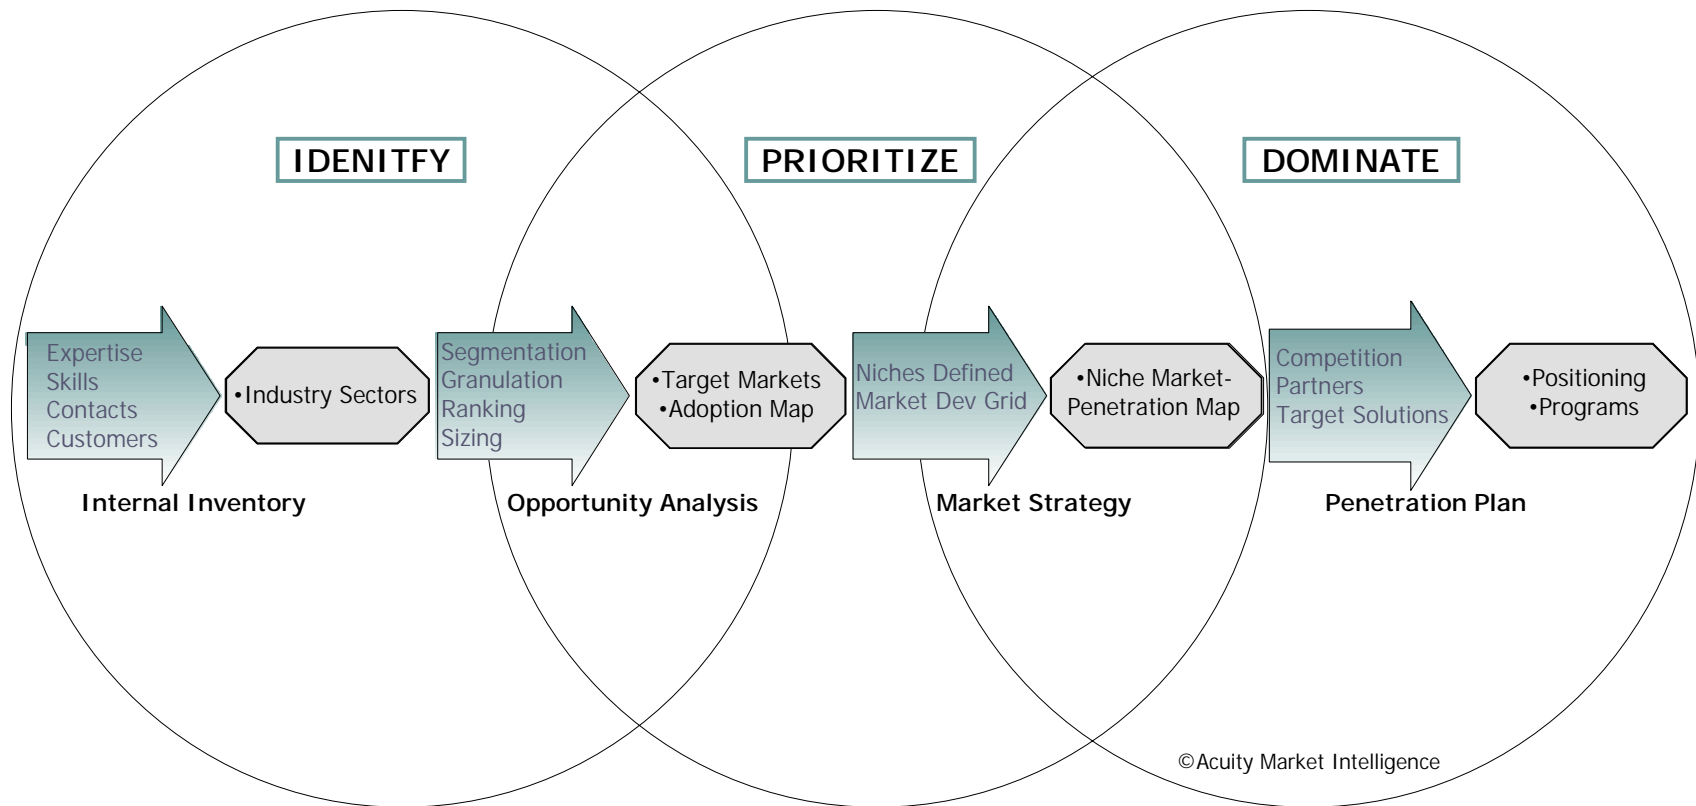 IDENITFY
PRIORITIZE
DOMINATE
Expertise
Skills
Contacts
Customers
•Industry Sectors
Segmentation
Granulation
Ranking
Sizing
•Target Markets
•Adoption Map
Niches Defined
Market Dev Grid
•Niche Market-
Penetration Map
Competition
Partners
Target Solutions
•Positioning
•Programs
Internal Inventory
Opportunity Analysis
Market Strategy
Penetration Plan
©Acuity Market Intelligence